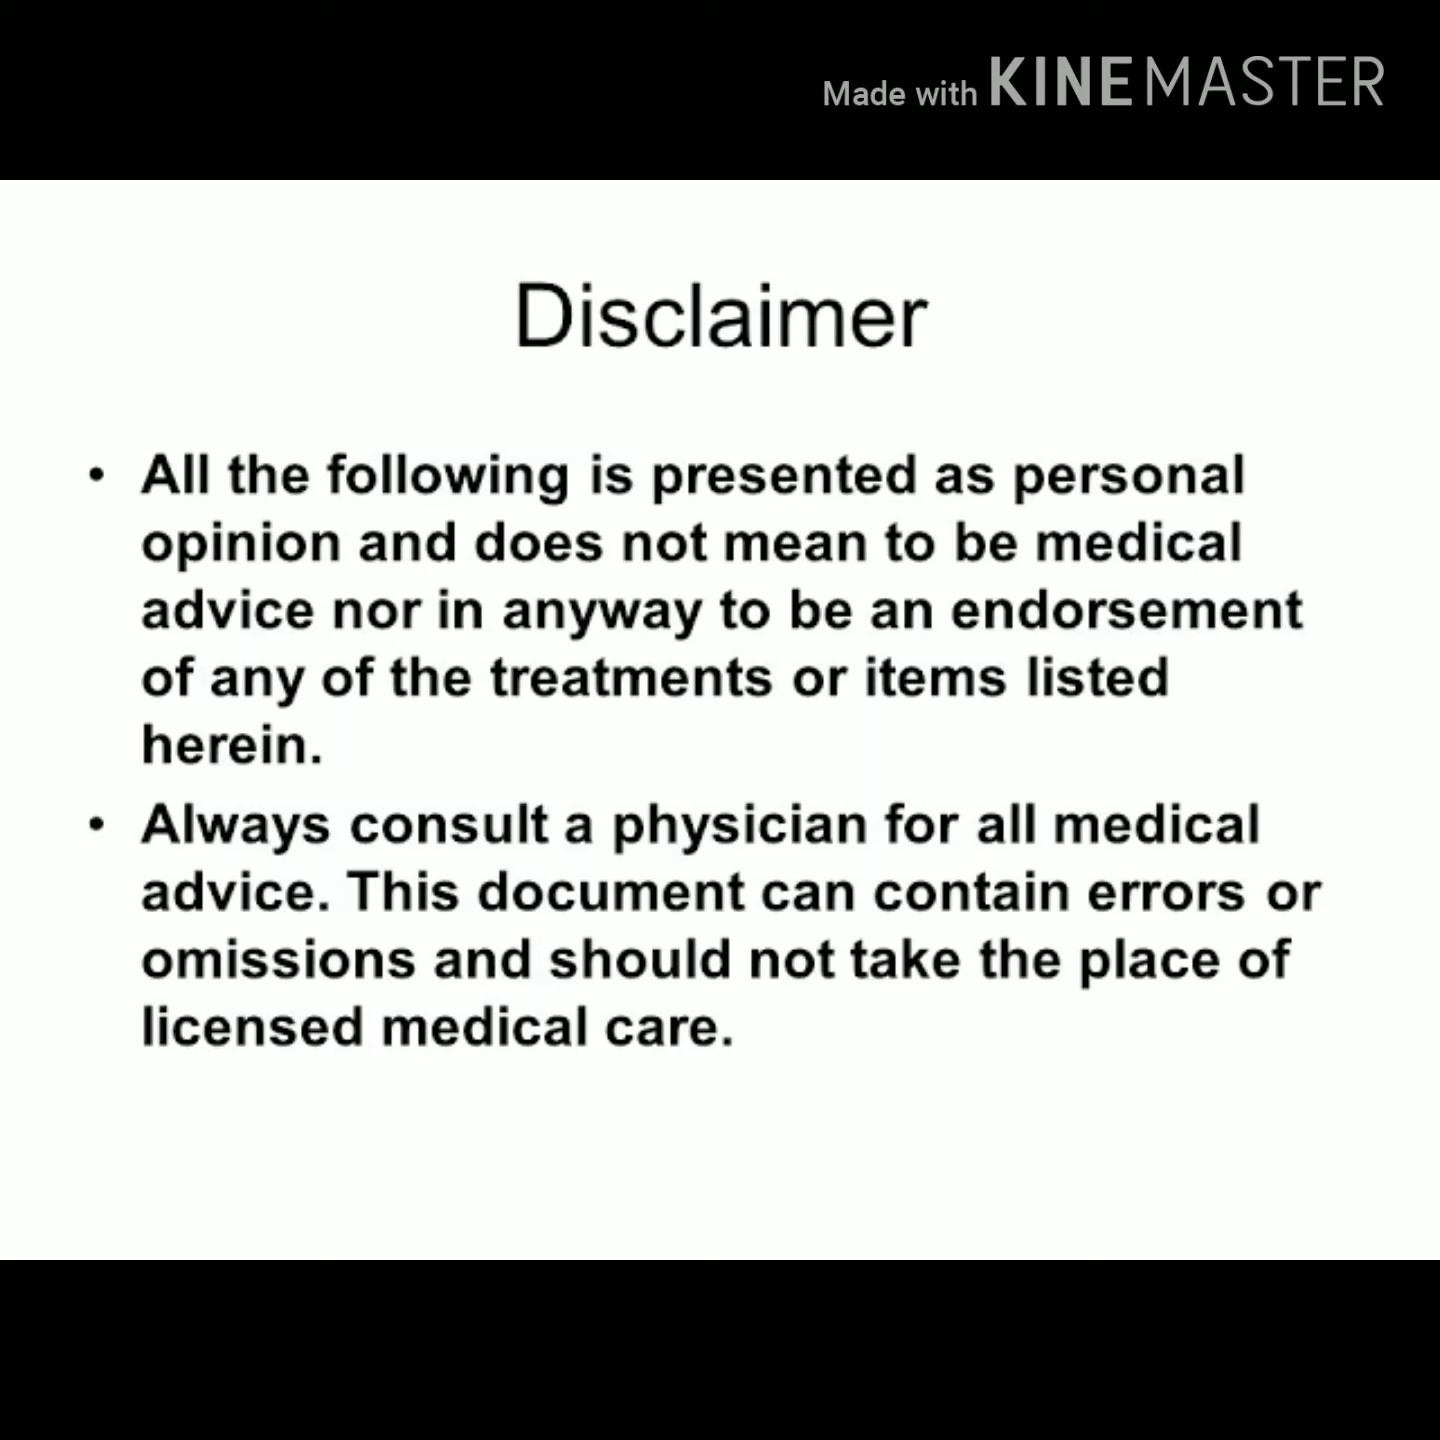 Made with KINEMASTER
Disclaimer
• All the following is presented as personal
opinion and does not mean to be medical
advice nor in anyway to be an endorsement
of any of the treatments or items listed
herein.
• Always consult a physician for all medical
advice. This document can contain errors or
omissions and should not take the place of
licensed medical care.